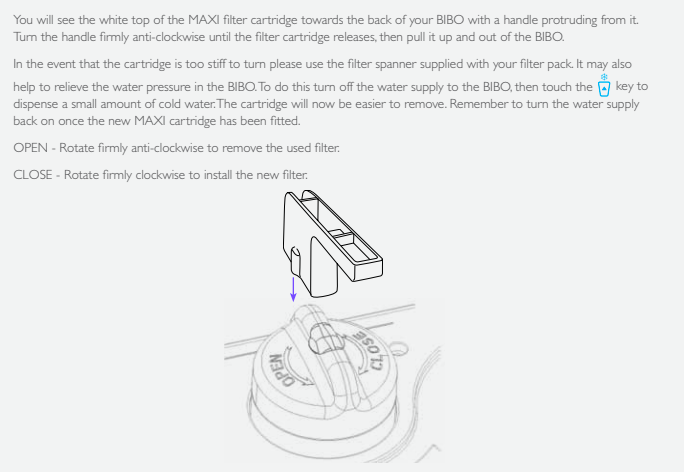 You will see the white top of the MAXI filter cartridge towards the back of your BIBO with a handle protruding from it.
Turn the handle firmly anti-clockwise until the filter cartridge releases, then pull it up and out of the BIBO.
In the event that the cartridge is too stiff to turn please use the filter spanner supplied with your filter pack. It may also
help to relieve the water pressure in the BIBO. To do this turn off the water supply to the BIBO, then touch the key to
dispense a small amount of cold water. The cartridge will now be easier to remove. Remember to turn the water supply
back on once the new MAXI cartridge has been fitted.
OPEN - Rotate firmly anti-clockwise to remove the used filter.
CLOSE - Rotate firmly clockwise to install the new filter.
OPEN
CLOSE